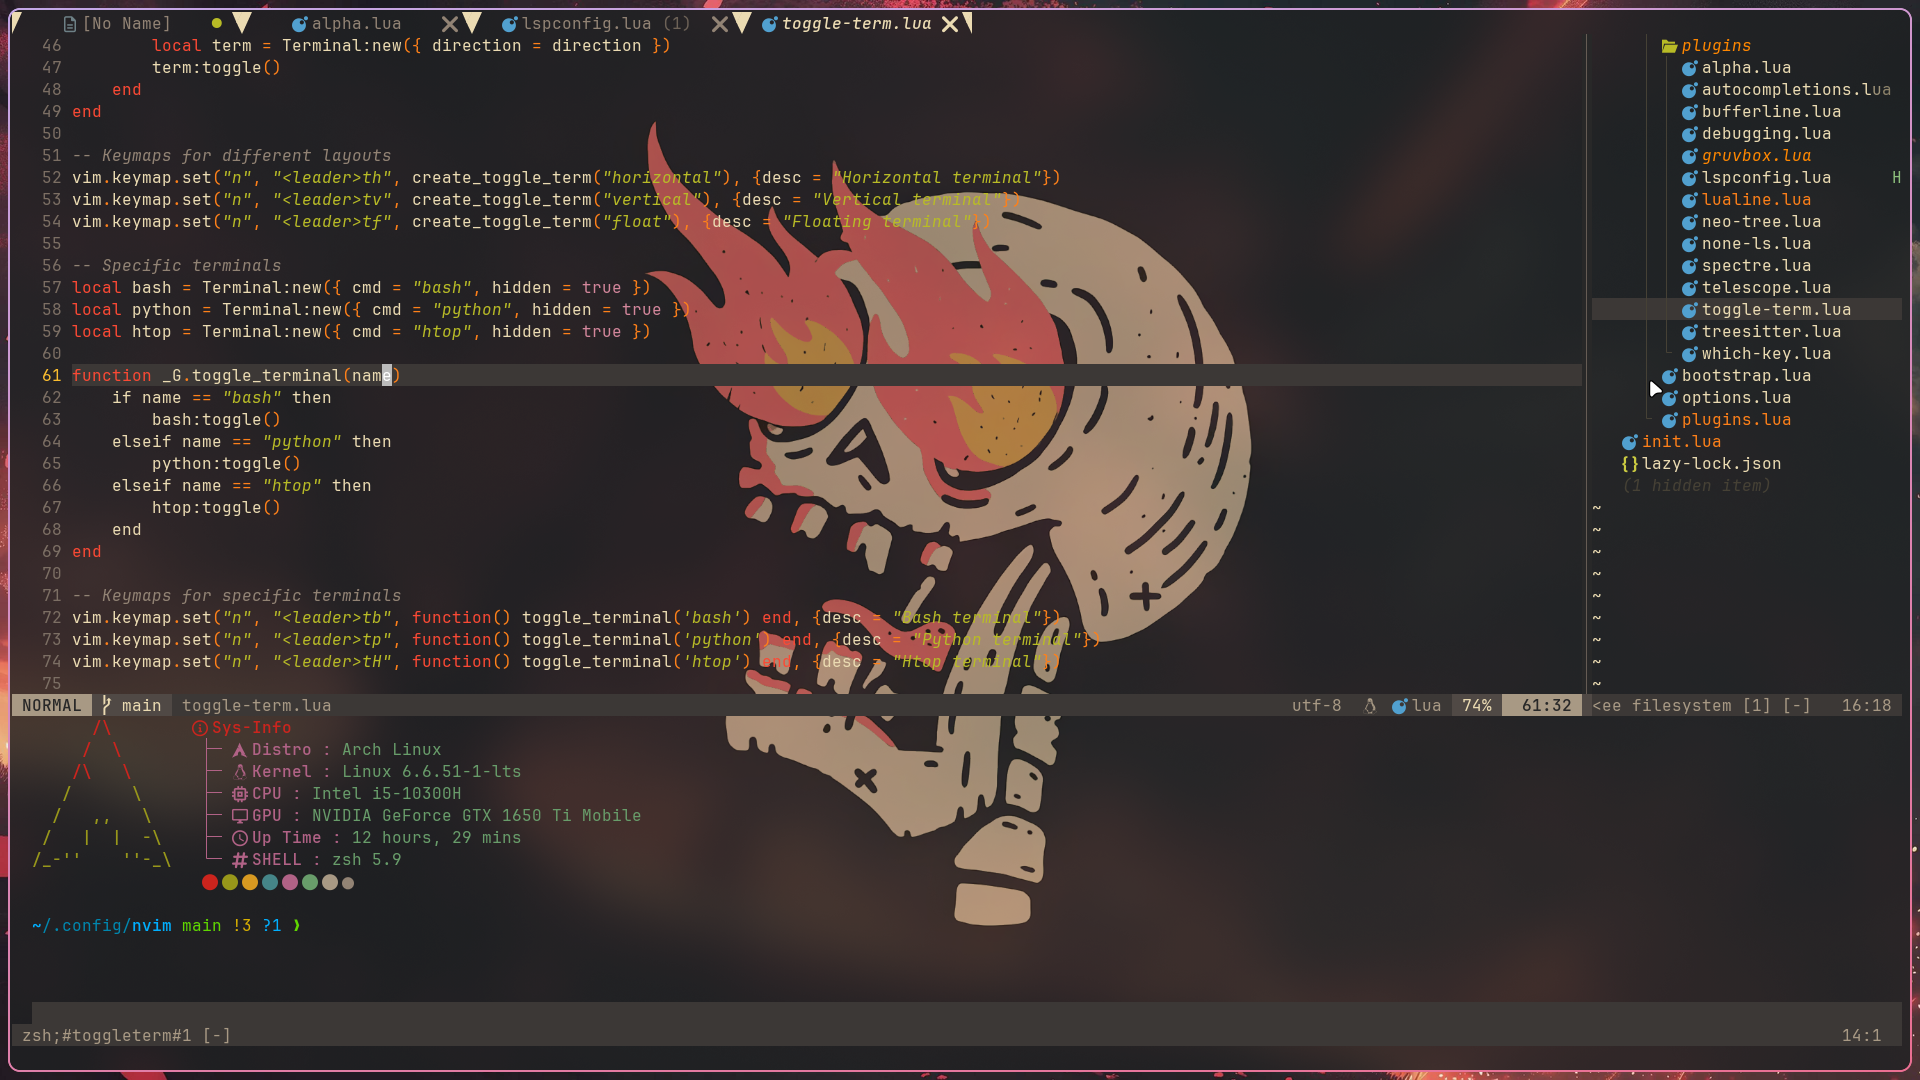 [No Name] alpha.lua lspconfig.lua (1) toggle-term.lua
46 local term = Terminal:new({ direction = direction })
47 term:toggle()
48 end
49 end
50
51 -- Keymaps for different layouts
52 vim.keymap.set("n", "<leader>th", create_toggle_term("horizontal"), {desc = "Horizontal terminal"})
53 vim.keymap.set("n", "<leader>tv", create_toggle_term("vertical"), {desc = "Vertical terminal"})
54 vim.keymap.set("n", "<leader>tf", create_toggle_term("float"), {desc = "Floating terminal"})
55
56 -- Specific terminals
57 local bash = Terminal:new({ cmd = "bash", hidden = true })
58 local python = Terminal:new({ cmd = "python", hidden = true })
59 local htop = Terminal:new({ cmd = "htop", hidden = true })
60
61 function _G.toggle_terminal(name)
62 if name == "bash" then
63 bash:toggle()
64 elseif name == "python" then
65 python:toggle()
66 elseif name == "htop" then
67 htop:toggle()
68 end
69 end
70
71 -- Keymaps for specific terminals
72 vim.keymap.set("n", "<leader>tb", function() toggle_terminal('bash') end, {desc = "Bash terminal"})
73 vim.keymap.set("n", "<leader>tp", function() toggle_terminal('python') end, {desc = "Python terminal"})
74 vim.keymap.set("n", "<leader>tH", function() toggle_terminal('htop') end, {desc = "Htop terminal"})
75
plugins
alpha.lua
autocompletions.lua
bufferline.lua
debugging.lua
gruvbox.lua
lspconfig.lua H
lualine.lua
neo-tree.lua
none-ls.lua
spectre.lua
telescope.lua
toggle-term.lua
treesitter.lua
which-key.lua
bootstrap.lua
options.lua
plugins.lua
init.lua
{} lazy-lock.json
(1 hidden item)
~
~
~
~
~
~
~
~
~
NORMAL main toggle-term.lua utf-8 lua 74% 61:32 <ee filesystem [1] [-] 16:18
/\
/  \
/\   \
/      \
/   ,,   \
/   |  |  -\
/_-''    ''-_\
Sys-Info
Distro : Arch Linux
Kernel : Linux 6.6.51-1-lts
CPU : Intel i5-10300H
GPU : NVIDIA GeForce GTX 1650 Ti Mobile
Up Time : 12 hours, 29 mins
SHELL : zsh 5.9
~/.config/nvim main !3 ?1 ❯
zsh;#toggleterm#1 [-] 14:1